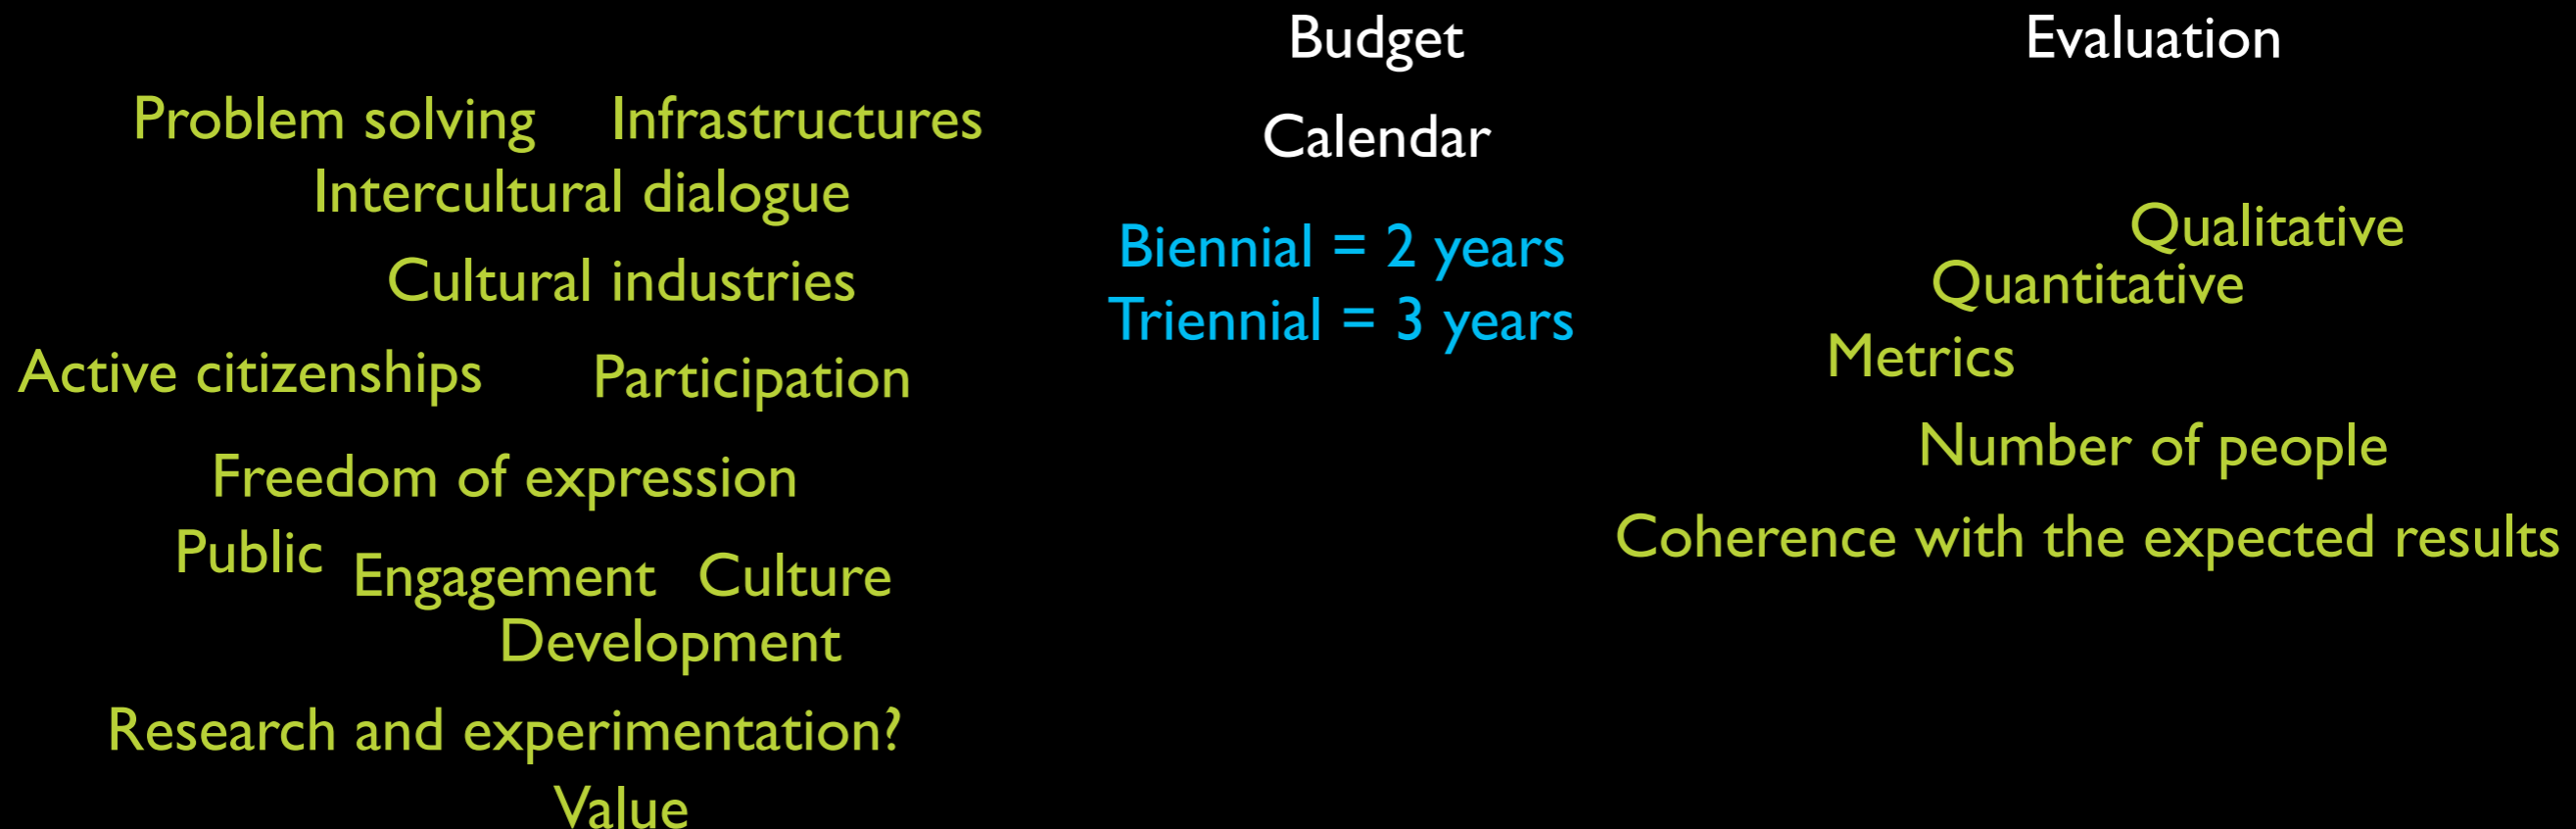 Problem solving
Infrastructures
Intercultural dialogue
Cultural industries
Active citizenships
Participation
Freedom of expression
Public
Engagement
Culture
Development
Research and experimentation?
Value
Budget
Calendar
Biennial = 2 years
Triennial = 3 years
Evaluation
Qualitative
Quantitative
Metrics
Number of people
Coherence with the expected results